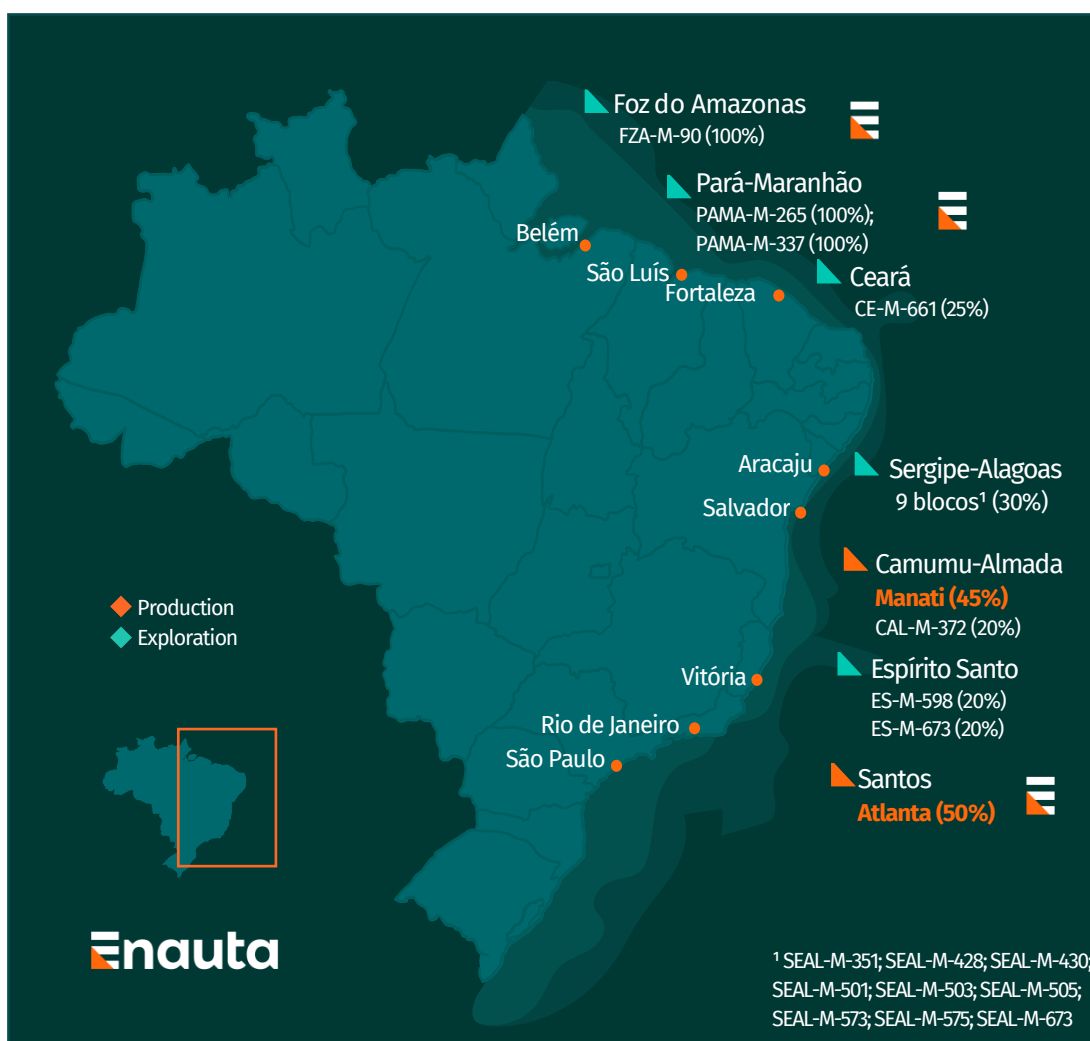 Foz do Amazonas
FZA-M-90 (100%)
Pará-Maranhão
PAMA-M-265 (100%);
PAMA-M-337 (100%)
Belém
São Luís
Fortaleza
Ceará
CE-M-661 (25%)
Aracaju
Sergipe-Alagoas
9 blocos¹ (30%)
Salvador
Camumu-Almada
Manati (45%)
CAL-M-372 (20%)
Production
Exploration
Vitória
Espírito Santo
ES-M-598 (20%)
ES-M-673 (20%)
Rio de Janeiro
São Paulo
Santos
Atlanta (50%)
Enauta
¹ SEAL-M-351; SEAL-M-428; SEAL-M-430;
SEAL-M-501; SEAL-M-503; SEAL-M-505;
SEAL-M-573; SEAL-M-575; SEAL-M-673